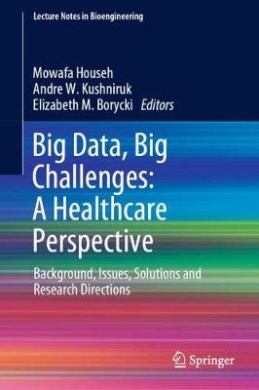 Lecture Notes in Bioengineering
Mowafa Househ
Andre W. Kushniruk
Elizabeth M. Borycki Editors
Big Data, Big
Challenges:
A Healthcare
Perspective
Background, Issues, Solutions and
Research Directions
Springer